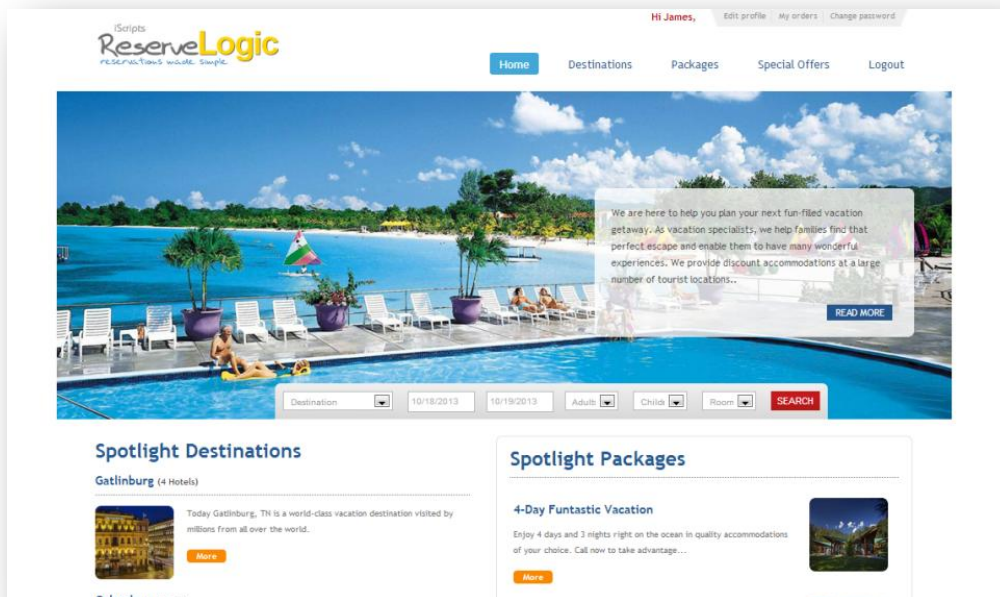 Hi James,
Edit profile
My orders
Change password
iScripts
ReserveLogic
reservations made simple
Home
Destinations
Packages
Special Offers
Logout
We are here to help you plan your next fun-filled vacation
getaway. As vacation specialists, we help families find that
perfect escape and enable them to have many wonderful
experiences. We provide discount accommodations at a large
number of tourist locations..
READ MORE
Destination
10/18/2013
10/19/2013
Adult
Child
Room
SEARCH
Spotlight Destinations
Gatlinburg (4 Hotels)
Today Gatlinburg, TN is a world-class vacation destination visited by
millions from all over the world.
More
Spotlight Packages
4-Day Funtastic Vacation
Enjoy 4 days and 3 nights right on the ocean in quality accommodations
of your choice. Call now to take advantage...
More